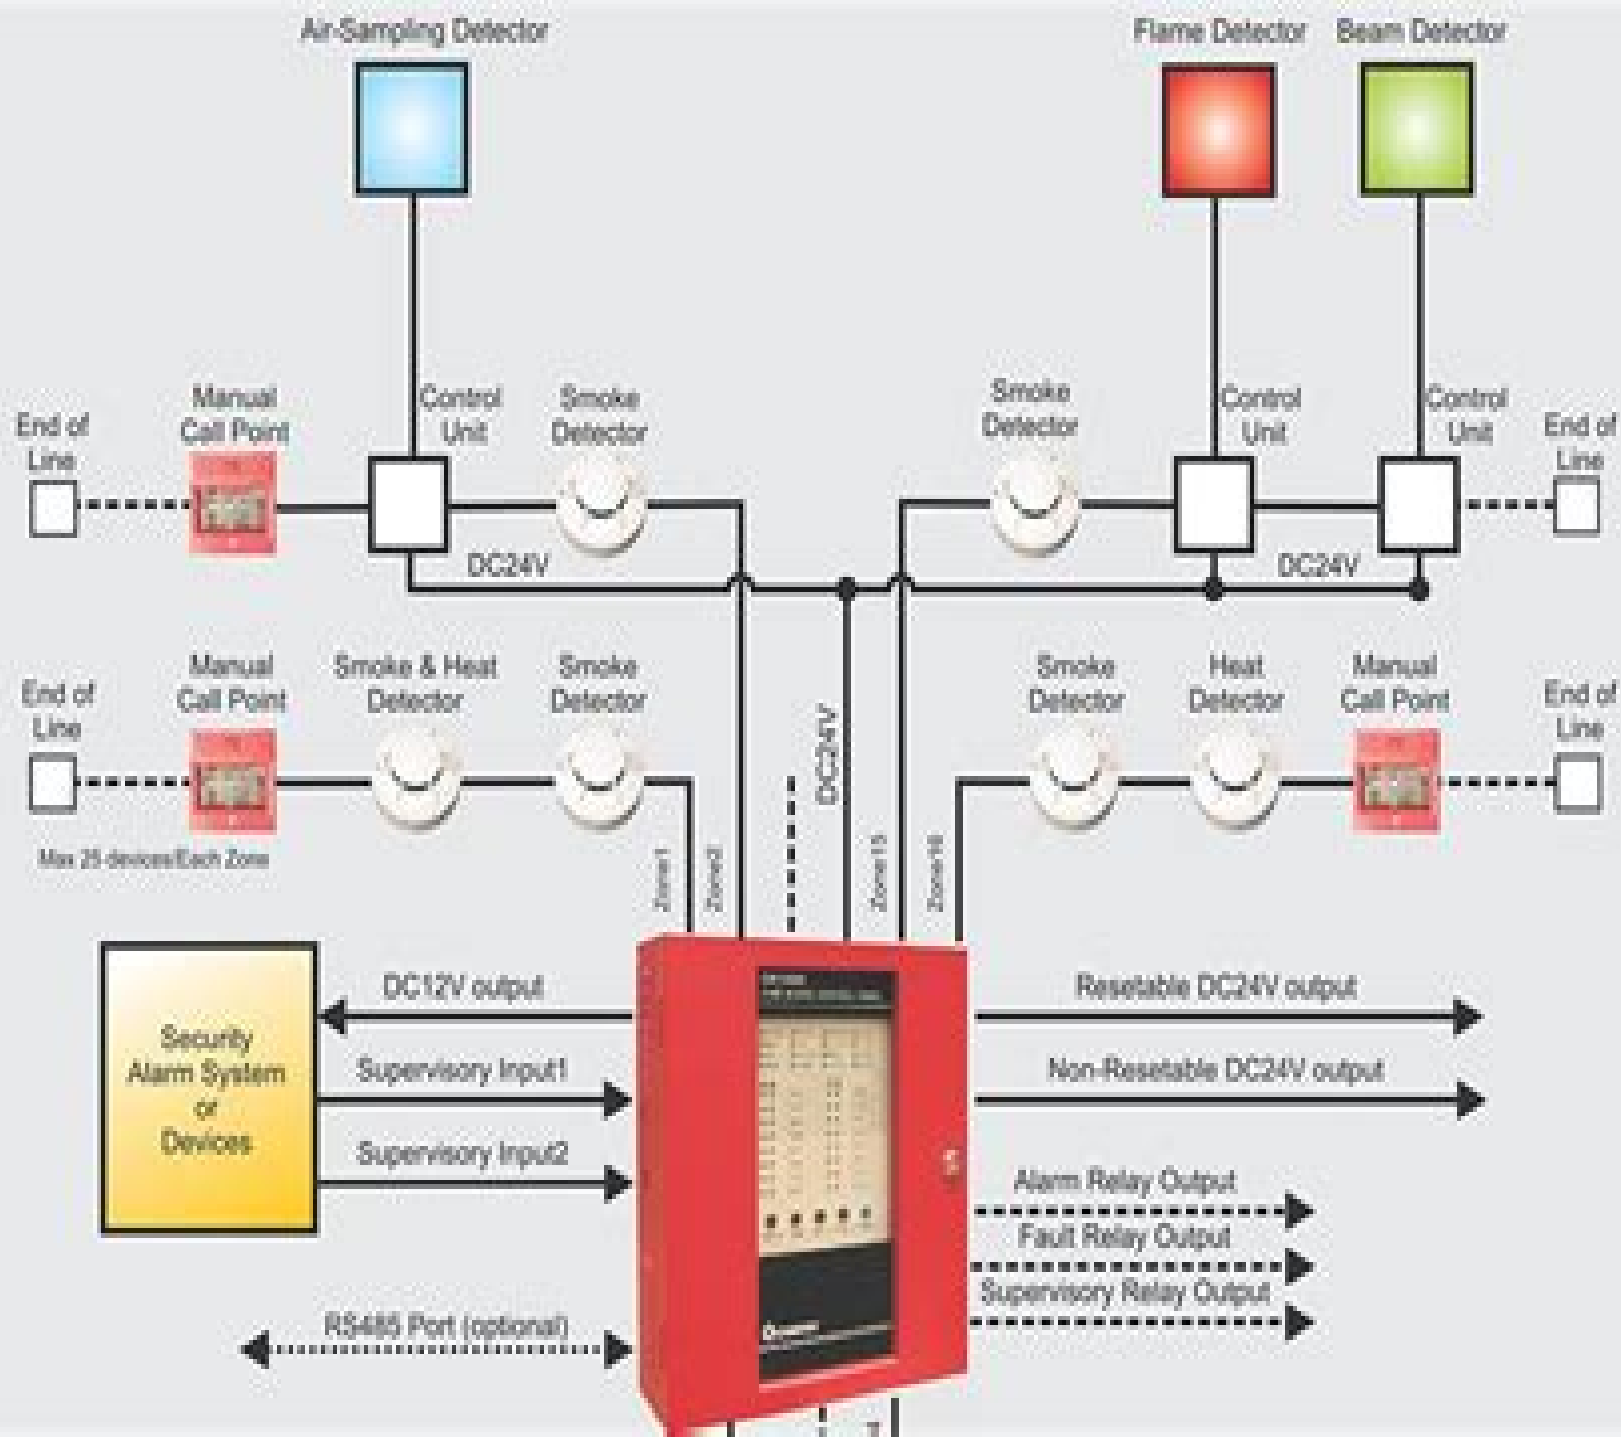 Air-Sampling Detector
Flame Detector
Beam Detector
End of
Line
Manual
Call Point
Control
Unit
Smoke
Detector
Smoke
Detector
Control
Unit
Control
Unit
End of
Line
DC24V
DC24V
End of
Line
Manual
Call Point
Smoke & Heat
Detector
Smoke
Detector
Smoke
Detector
Heat
Detector
Manual
Call Point
End of
Line
Max 25 devices/Each Zone
Zone1
Zone2
DC24V
Zone15
Zone16
Security
Alarm System
or
Devices
DC12V output
Supervisory Input1
Supervisory Input2
RS485 Port (optional)
Resetable DC24V output
Non-Resetable DC24V output
Alarm Relay Output
Fault Relay Output
Supervisory Relay Output